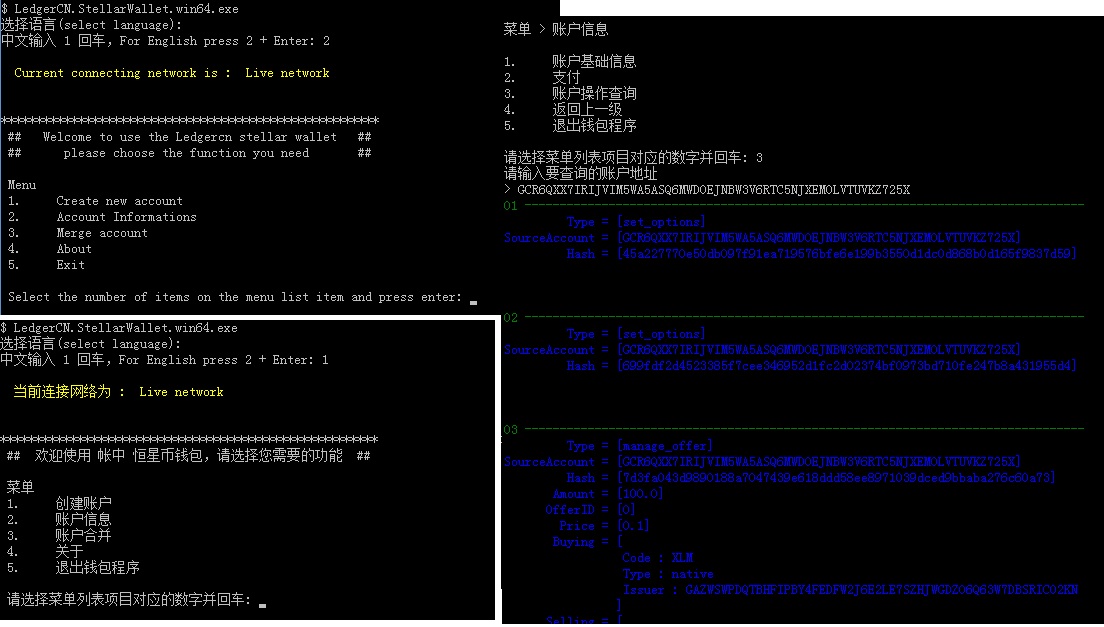 $ LedgerCN.StellarWallet.win64.exe
选择语言(select language):
中文输入 1 回车，For English press 2 + Enter: 2
Current connecting network is : Live network
******************************************************
## Welcome to use the Ledgercn stellar wallet ##
## please choose the function you need ##
Menu
1. Create new account
2. Account Informations
3. Merge account
4. About
5. Exit
Select the number of items on the menu list item and press enter:
$ LedgerCN.StellarWallet.win64.exe
选择语言(select language):
中文输入 1 回车，For English press 2 + Enter: 1
当前连接网络为 : Live network
******************************************************
## 欢迎使用 帐中 恒星币钱包，请选择您需要的功能 ##
菜单
1. 创建账户
2. 账户信息
3. 账户合并
4. 关于
5. 退出钱包程序
请选择菜单列表项目对应的数字并回车:
菜单 > 账户信息
1. 账户基础信息
2. 支付
3. 账户操作查询
4. 返回上一级
5. 退出钱包程序
请选择菜单列表项目对应的数字并回车: 3
请输入要查询的账户地址
> GCR6QXX7IRIJVIM5WA5ASQ6MWDOEJNBW3V6RTC5NJXEMOLVTUVKZ725X
01 --------------------------------------------------------------------------------
Type = [set_options]
SourceAccount = [GCR6QXX7IRIJVIM5WA5ASQ6MWDOEJNBW3V6RTC5NJXEMOLVTUVKZ725X]
Hash = [45a227770e50db097f91ea719576bfe6e199b3550d1dc0d868b0d165f9837d59]
02 --------------------------------------------------------------------------------
Type = [set_options]
SourceAccount = [GCR6QXX7IRIJVIM5WA5ASQ6MWDOEJNBW3V6RTC5NJXEMOLVTUVKZ725X]
Hash = [699fdf2d4523385f7cee346952d1fc2d02374bf0973bd710fe247b8a431955d4]
03 --------------------------------------------------------------------------------
Type = [manage_offer]
SourceAccount = [GCR6QXX7IRIJVIM5WA5ASQ6MWDOEJNBW3V6RTC5NJXEMOLVTUVKZ725X]
Hash = [7d3fa043d9890188a7047439e618ddd58ee8971039dced9bbaba276c60a73]
Amount = [100.0]
OfferID = [0]
Price = [0.1]
Buying = [
Code : XLM
Type : native
Issuer : GAZWSWPDQTBHFIPBY4FEDFW2J6E2LE7SZHJWGDZO6Q63W7DBSRICO2KN
]
Selling = [